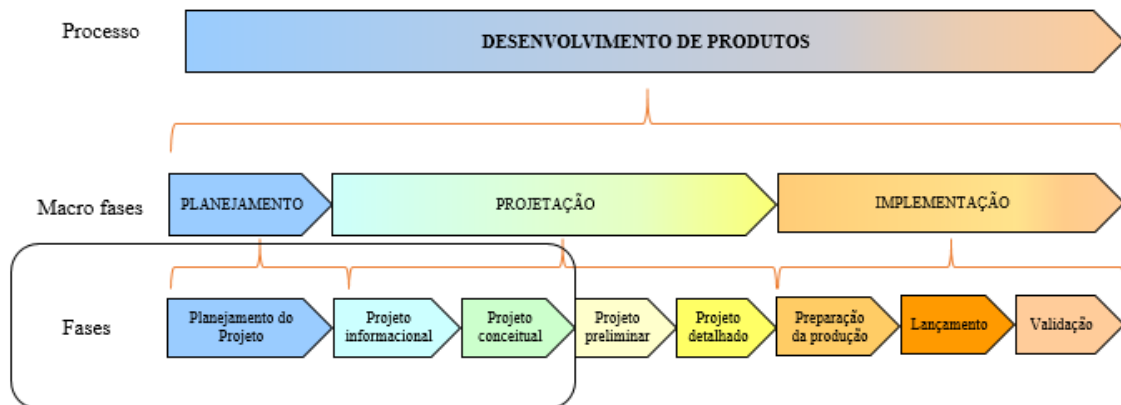 Processo
DESENVOLVIMENTO DE PRODUTOS
Macro fases
PLANEJAMENTO
PROJETAÇÃO
IMPLEMENTAÇÃO
Fases
Planejamento do
Projeto
Projeto
informacional
Projeto
conceitual
Projeto
preliminar
Projeto
detalhado
Preparação
da produção
Lançamento
Validação